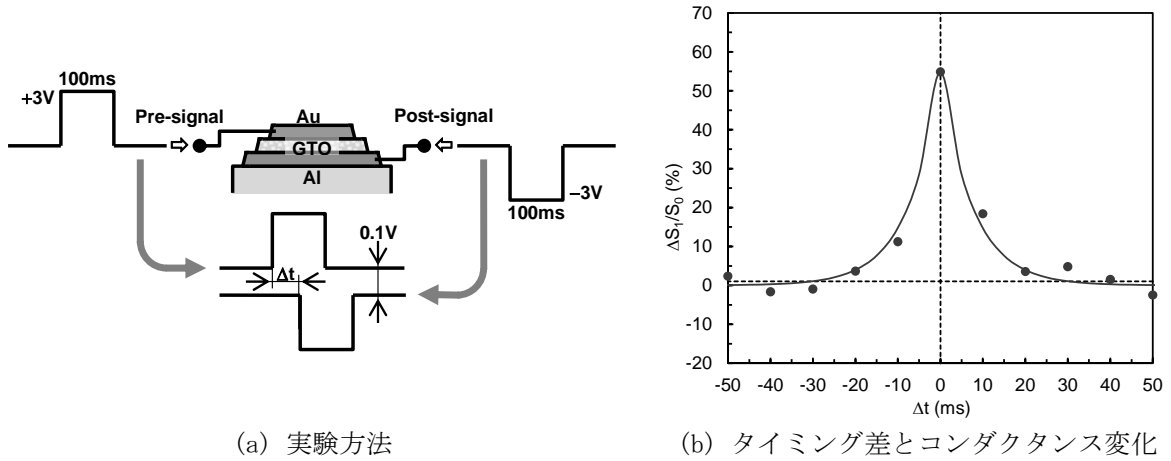 100ms
+3V
Pre-signal
Au
GTO
Al
Post-signal
−3V
100ms
0.1V
Δt
(a) 実験方法
70
60
50
40
30
20
10
0
-10
-20
ΔS₁/S₀ (%)
-50 -40 -30 -20 -10 0 10 20 30 40 50
Δt (ms)
(b) タイミング差とコンダクタンス変化